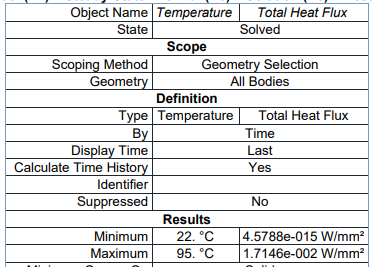 Object Name Temperature Total Heat Flux
State Solved
Scope
Scoping Method Geometry Selection
Geometry All Bodies
Definition
Type Temperature Total Heat Flux
By Time
Display Time Last
Calculate Time History Yes
Identifier
Suppressed No
Results
Minimum 22. °C 4.5788e-015 W/mm²
Maximum 95. °C 1.7146e-002 W/mm²